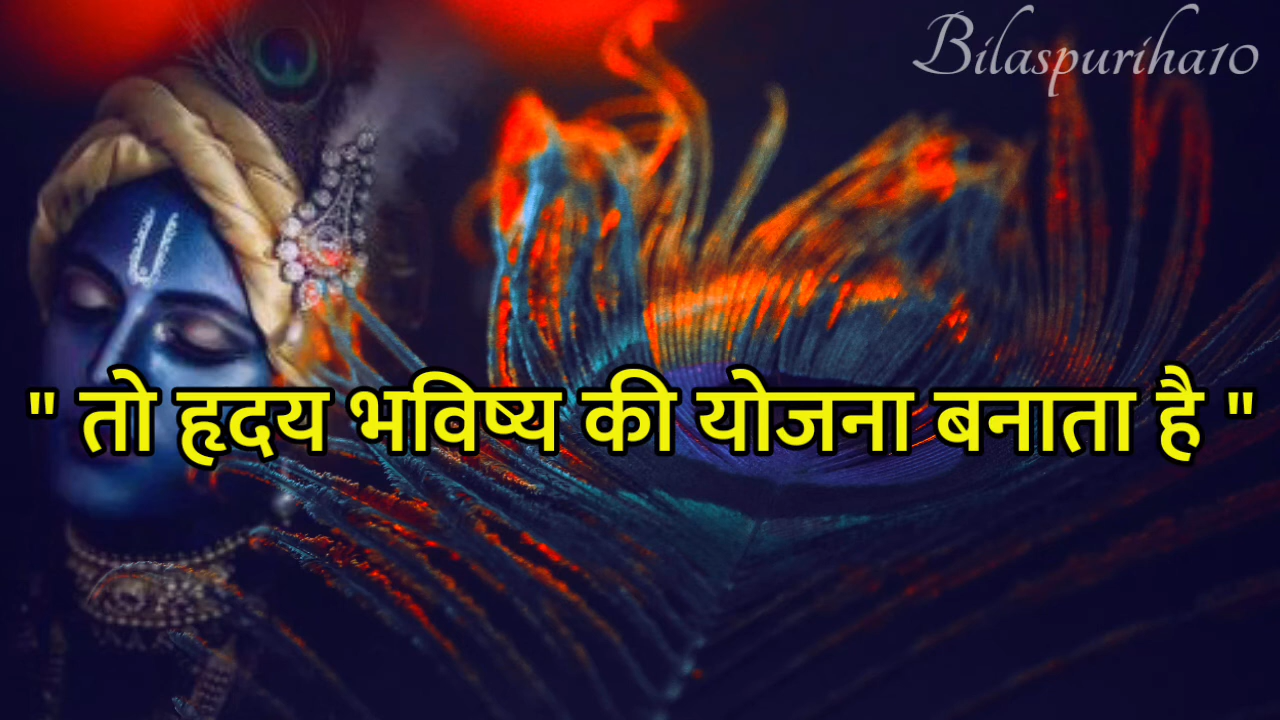 Bilaspuriha10
" तो हृदय भविष्य की योजना बनाता है "